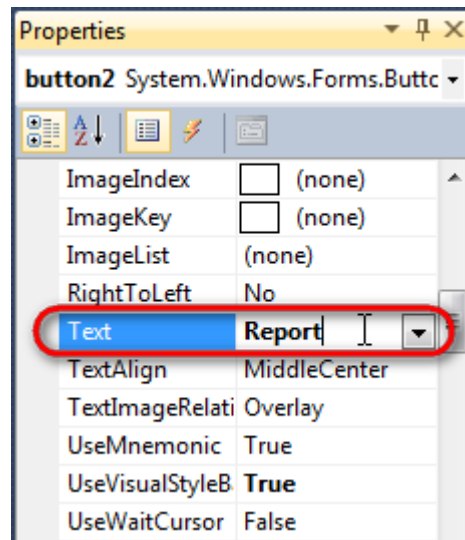 Properties
button2 System.Windows.Forms.Buttc
ImageIndex (none)
ImageKey (none)
ImageList (none)
RightToLeft No
Text Report
TextAlign MiddleCenter
TextImageRelati Overlay
UseMnemonic True
UseVisualStyleB True
UseWaitCursor False